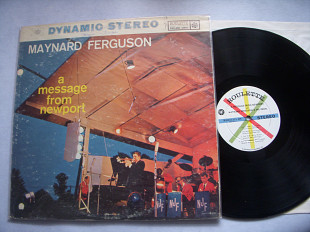 DYNAMIC STEREO
MAYNARD FERGUSON
a
message
from
newport
ROULETTE
STEREO